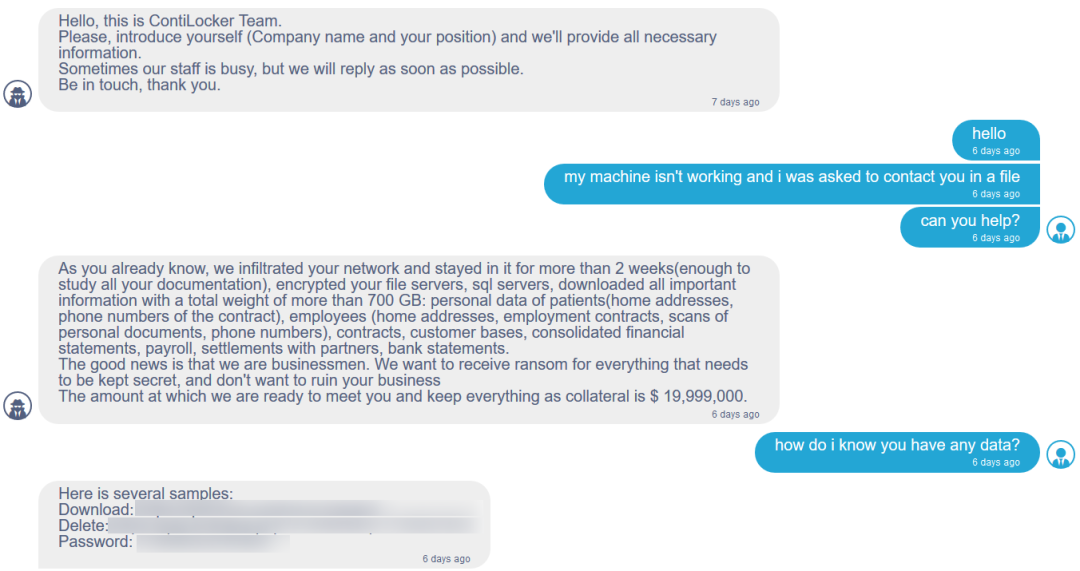 Hello, this is ContiLocker Team.
Please, introduce yourself (Company name and your position) and we'll provide all necessary
information.
Sometimes our staff is busy, but we will reply as soon as possible.
Be in touch, thank you.
7 days ago
hello
6 days ago
my machine isn't working and i was asked to contact you in a file
6 days ago
can you help?
6 days ago
As you already know, we infiltrated your network and stayed in it for more than 2 weeks(enough to
study all your documentation), encrypted your file servers, sql servers, downloaded all important
information with a total weight of more than 700 GB: personal data of patients(home addresses,
phone numbers of the contract), employees (home addresses, employment contracts, scans of
personal documents, phone numbers), contracts, customer bases, consolidated financial
statements, payroll, settlements with partners, bank statements.
The good news is that we are businessmen. We want to receive ransom for everything that needs
to be kept secret, and don't want to ruin your business
The amount at which we are ready to meet you and keep everything as collateral is $ 19,999,000.
6 days ago
how do i know you have any data?
6 days ago
Here is several samples:
Download:
Delete:
Password:
6 days ago